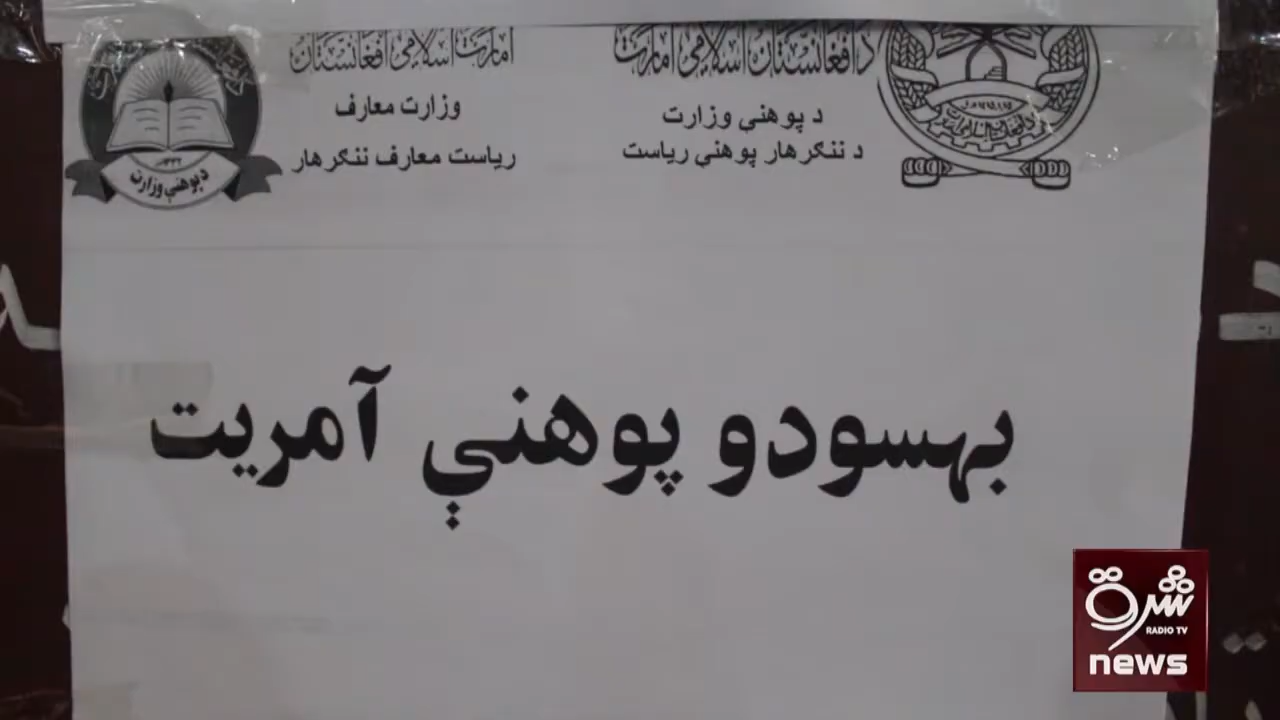 د افغانستان اسلامي امارت
د پوهنې وزارت
د ننګرهار پوهنې ریاست
امارت اسلامی افغانستان
وزارت معارف
ریاست معارف ننگرهار
د پوهنې وزارت
بهسودو پوهنې آمریت
شرق
RADIO TV
news